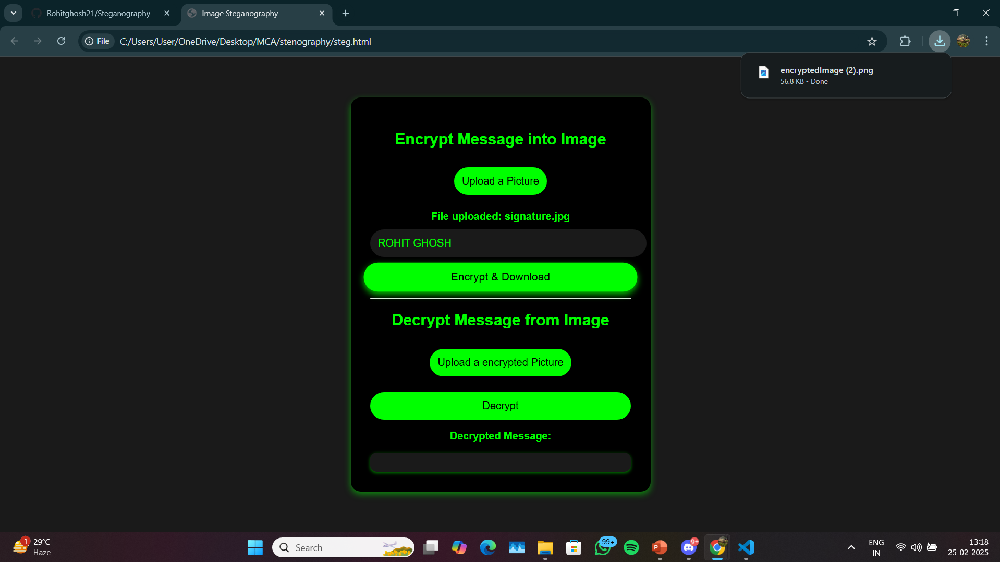 Rohitghosh21/Steganography
Image Steganography
File
C:/Users/User/OneDrive/Desktop/MCA/stenography/steg.html
encryptedImage (2).png
56.8 KB • Done
Encrypt Message into Image
Upload a Picture
File uploaded: signature.jpg
ROHIT GHOSH
Encrypt & Download
Decrypt Message from Image
Upload a encrypted Picture
Decrypt
Decrypted Message:
1
29°C
Haze
Search
99+
P
9+
ENG
IN
13:18
25-02-2025